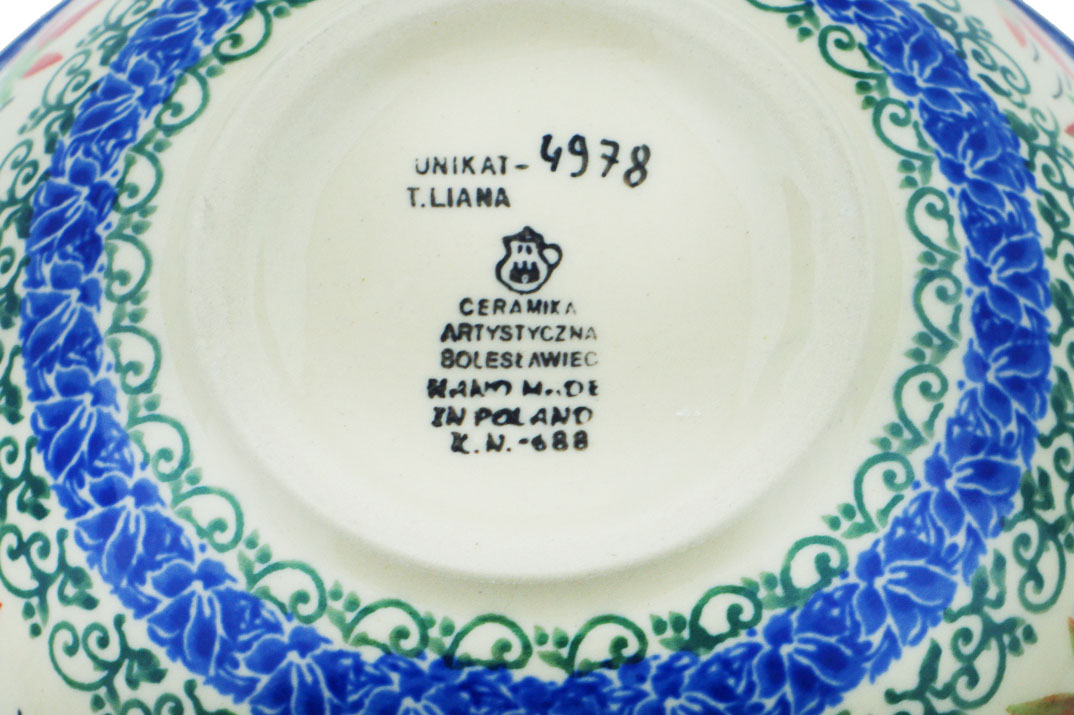 UNIKAT - 4978
T. LIANA
CERAMIKA
ARTYSTYCZNA
BOLESŁAWIEC
HAND MADE
IN POLAND
K.N.-688